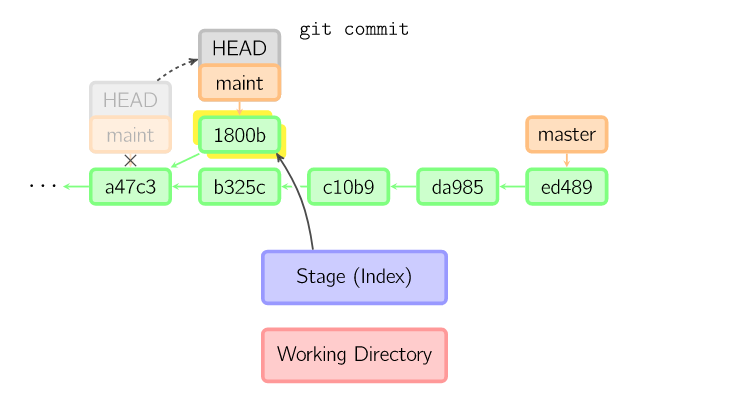 git commit
HEAD
maint
HEAD
maint
1800b
master
×
... a47c3 b325c c10b9 da985 ed489
Stage (Index)
Working Directory